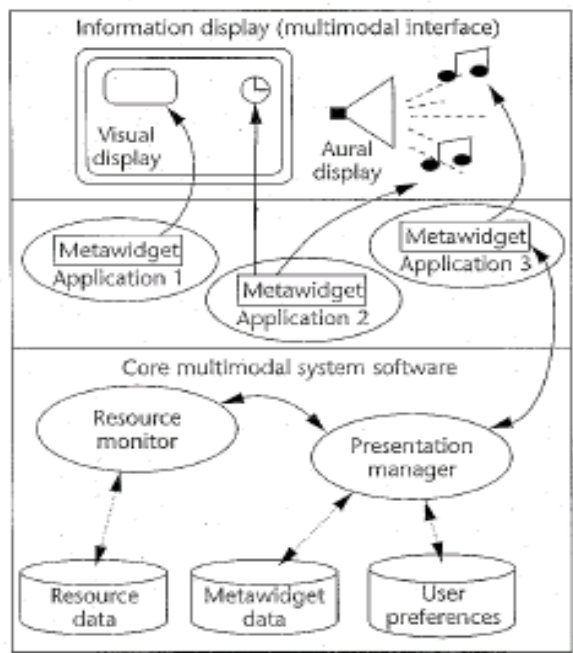 Information display (multimodal interface)
Visual
display
Aural
display
Metawidget
Application 1
Metawidget
Application 2
Metawidget
Application 3
Core multimodal system software
Resource
monitor
Presentation
manager
Resource
data
Metawidget
data
User
preferences